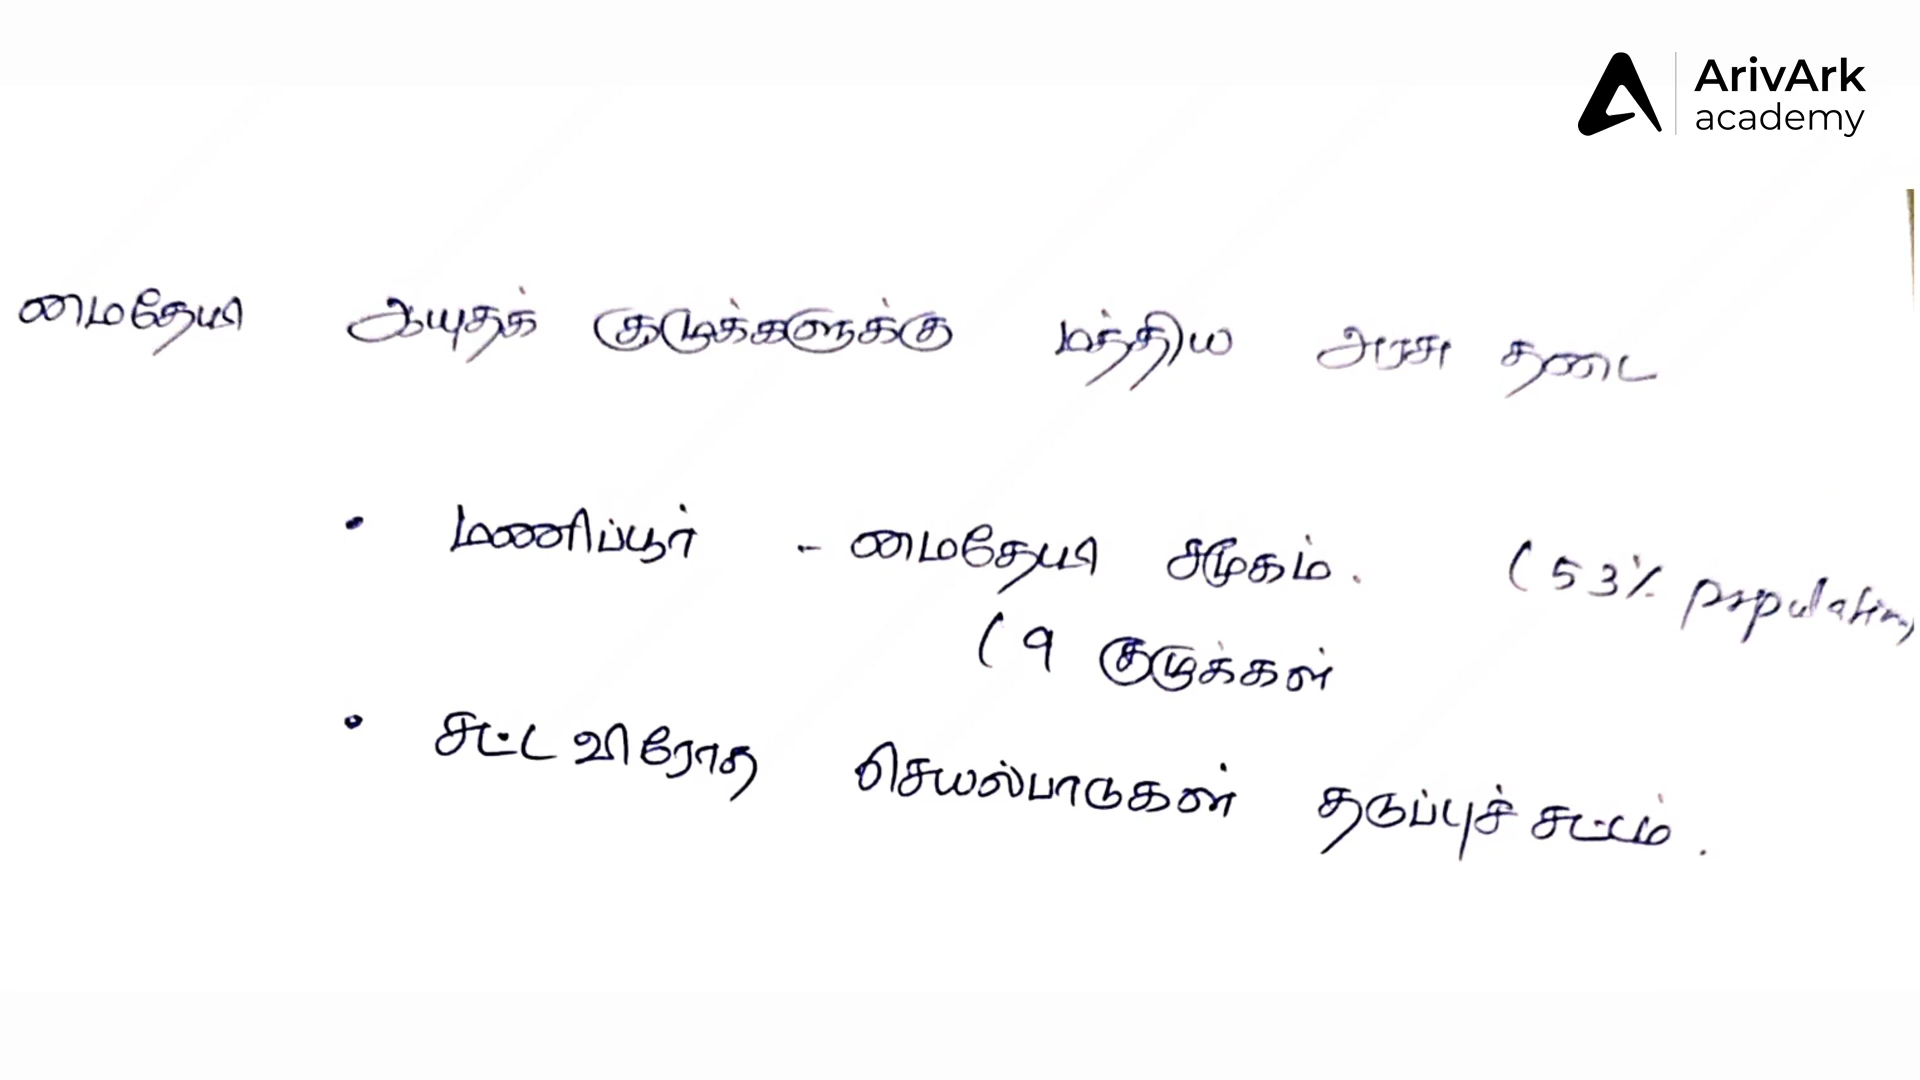 ArivArk
academy
மைதேயி ஆயுதக் குழுக்களுக்கு மத்திய அரசு தடை
• மணிப்பூர் - மைதேயி சமூகம். (53% population)
(9 குழுக்கள்
• சட்ட விரோத செயல்பாடுகள் தடுப்புச் சட்டம்.